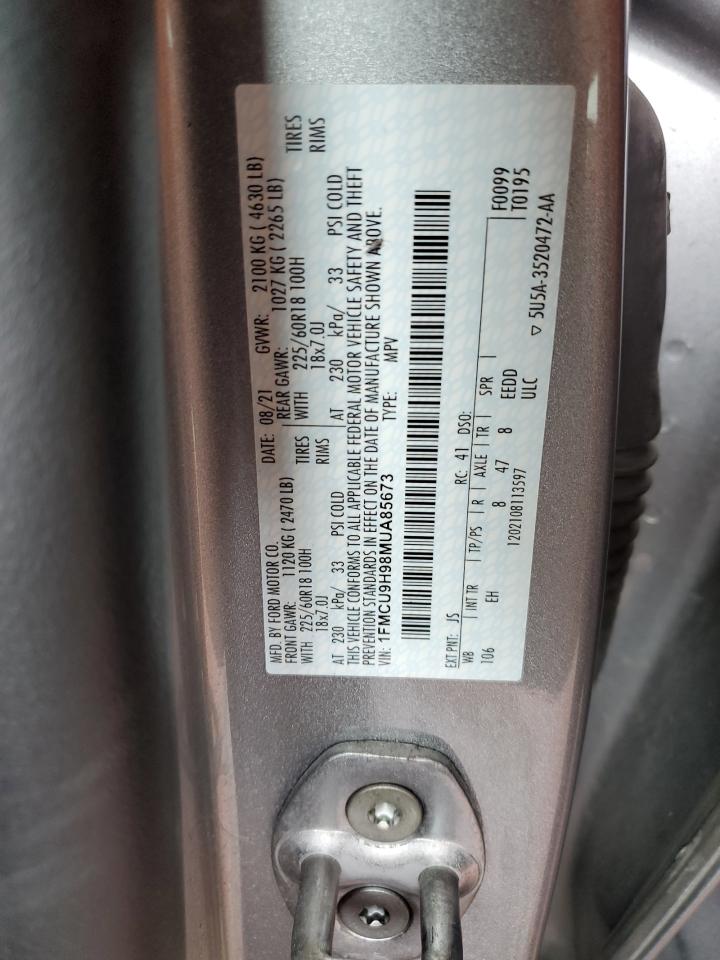 MFD. BY FORD MOTOR CO.
DATE: 08/21 GVWR: 2100 KG ( 4630 LB)
FRONT GAWR: 1120 KG ( 2470 LB)
REAR GAWR: 1027 KG ( 2265 LB)
WITH 225/60R18 100H TIRES
WITH 225/60R18 100H TIRES
18x7.0J RIMS
18x7.0J RIMS
AT 230 kPa/ 33 PSI COLD
AT 230 kPa/ 33 PSI COLD
THIS VEHICLE CONFORMS TO ALL APPLICABLE FEDERAL MOTOR VEHICLE SAFETY AND THEFT
PREVENTION STANDARDS IN EFFECT ON THE DATE OF MANUFACTURE SHOWN ABOVE.
VIN: 1FMCU9H98MUA85673 TYPE: MPV
EXT PNT: JS RC: 41 DSO:
WB INT TR TP/PS R AXLE TR SPR
F0099
106 EH 8 47 8 EEDD
T0195
1202108113597 ULC
▽ 5U5A-3520472-AA